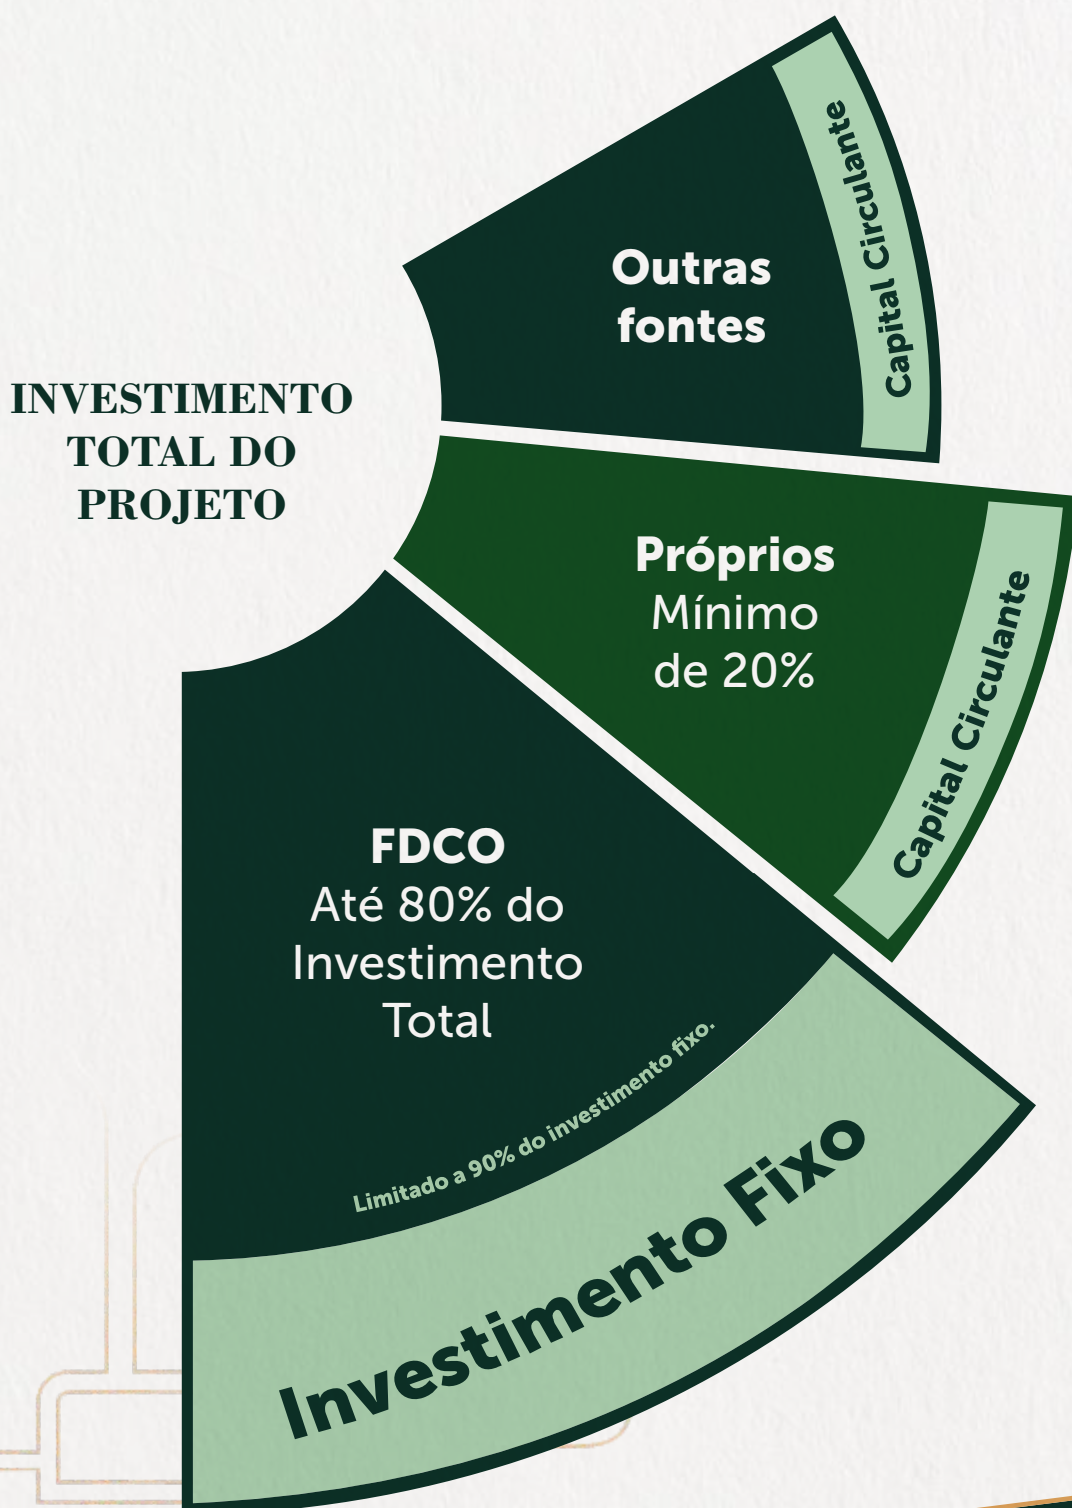 INVESTIMENTO
TOTAL DO
PROJETO
Outras
fontes
Capital Circulante
Próprios
Mínimo
de 20%
Capital Circulante
FDCO
Até 80% do
Investimento
Total
Limitado a 90% do investimento fixo.
Investimento Fixo